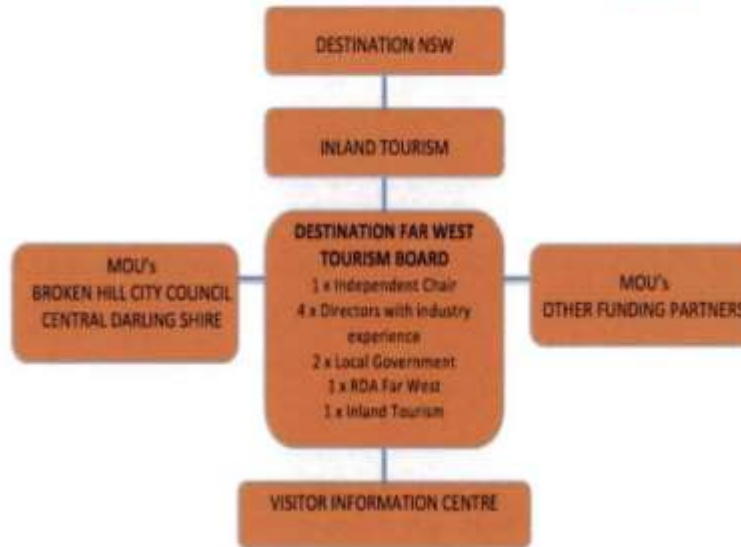 DESTINATION NSW
INLAND TOURISM
DESTINATION FAR WEST
TOURISM BOARD
1 x Independent Chair
4 x Directors with industry
experience
2 x Local Government
1 x RDA Far West
1 x Inland Tourism
MOU's
BROKEN HILL CITY COUNCIL
CENTRAL DARLING SHIRE
MOU's
OTHER FUNDING PARTNERS
VISITOR INFORMATION CENTRE